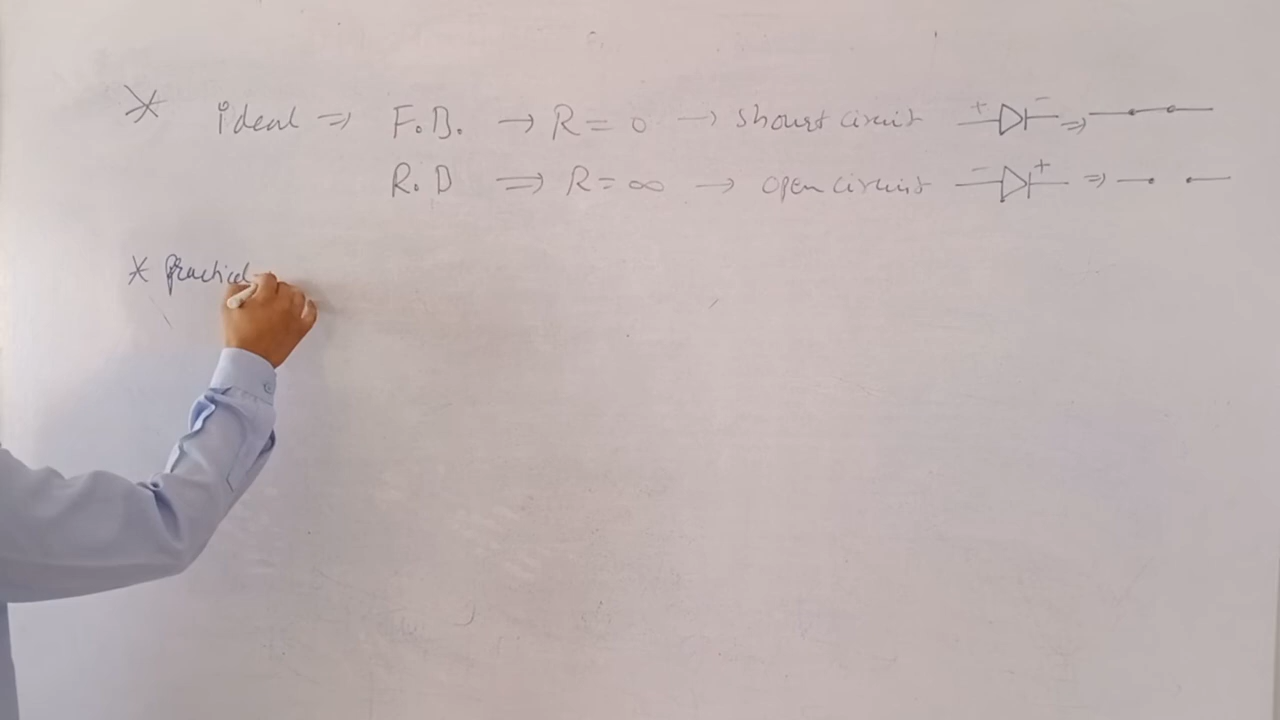 * ideal ⇒ F.B. → R = 0 → short circuit + - ⇒
R.B ⇒ R = ∞ → open circuit - + ⇒
* Practical